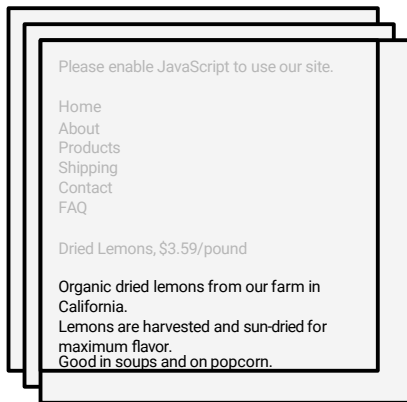 Please enable JavaScript to use our site.
Home
About
Products
Shipping
Contact
FAQ
Dried Lemons, $3.59/pound
Organic dried lemons from our farm in
California.
Lemons are harvested and sun-dried for
maximum flavor.
Good in soups and on popcorn.